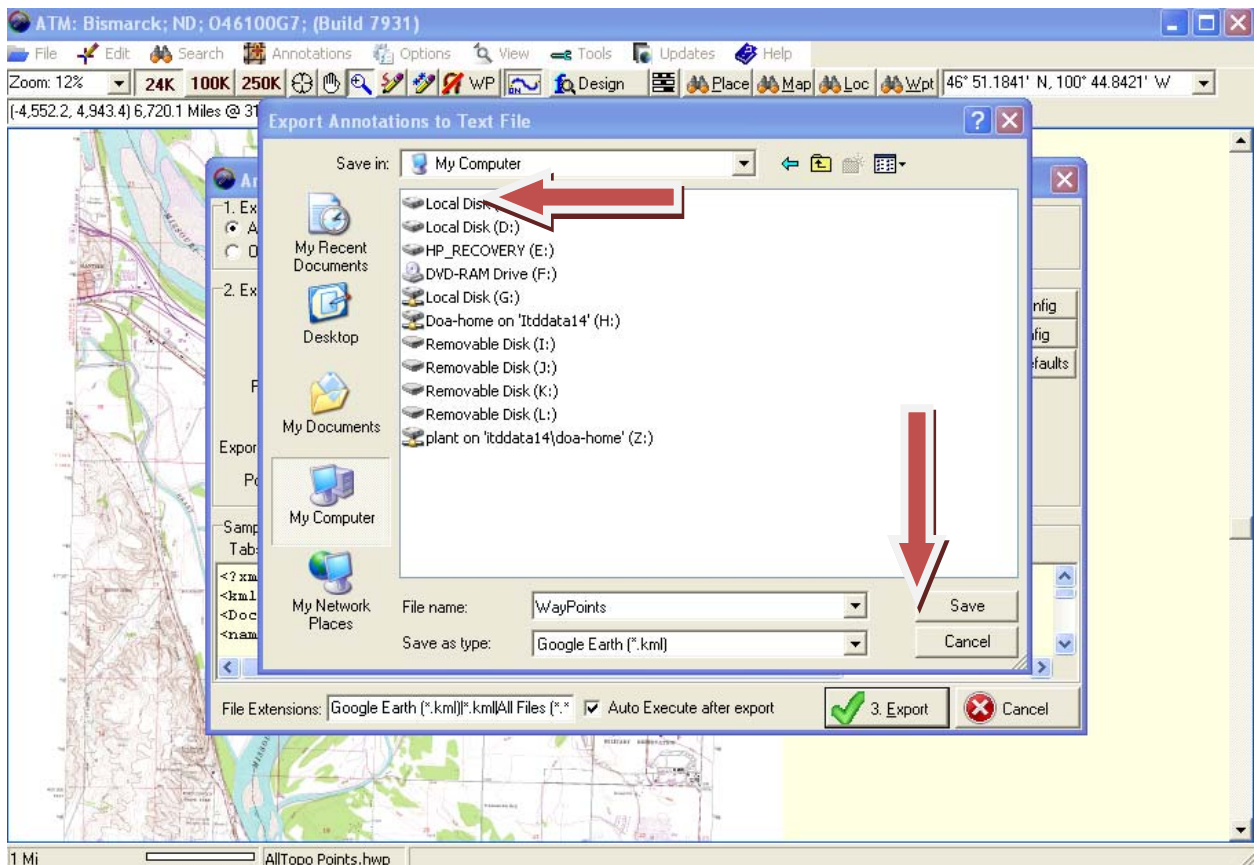 ATM: Bismarck; ND; O46100G7; (Build 7931)
File Edit Search Annotations Options View Tools Updates Help
Zoom: 12% 24K 100K 250K WP ON Design Place Map Loc Wpt 46° 51.1841' N, 100° 44.8421' W
(-4,552.2, 4,943.4) 6,720.1 Miles @ 31
Export Annotations to Text File
Save in: My Computer
1. Ex
2. Ex
Expor
Samp
Tab
<?xm
<kml
<Doc
<nam
My Recent
Documents
Desktop
My Documents
My Computer
My Network
Places
Local Disk
Local Disk (D:)
HP_RECOVERY (E:)
DVD-RAM Drive (F:)
Local Disk (G:)
Doa-home on 'Itddata14' (H:)
Removable Disk (I:)
Removable Disk (J:)
Removable Disk (K:)
Removable Disk (L:)
plant on 'itddata14\doa-home' (Z:)
nfig
nfig
faults
File name: WayPoints Save
Save as type: Google Earth (*.kml) Cancel
File Extensions: Google Earth (*.kml)|*.kml|All Files (*.* Auto Execute after export 3. Export Cancel
1 Mi AllTopo Points.hwp